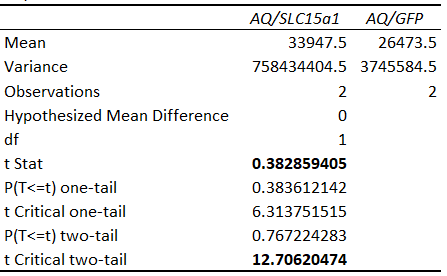 AQ/SLC15a1 AQ/GFP
Mean 33947.5 26473.5
Variance 758434404.5 3745584.5
Observations 2 2
Hypothesized Mean Difference 0
df 1
t Stat 0.382859405
P(T<=t) one-tail 0.383612142
t Critical one-tail 6.313751515
P(T<=t) two-tail 0.767224283
t Critical two-tail 12.70620474